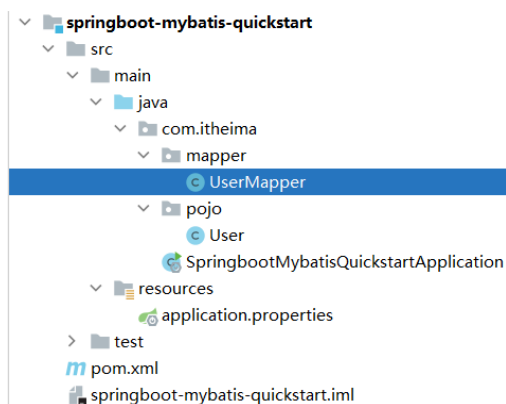 springboot-mybatis-quickstart
src
main
java
com.itheima
mapper
UserMapper
pojo
User
SpringbootMybatisQuickstartApplication
resources
application.properties
test
pom.xml
springboot-mybatis-quickstart.iml